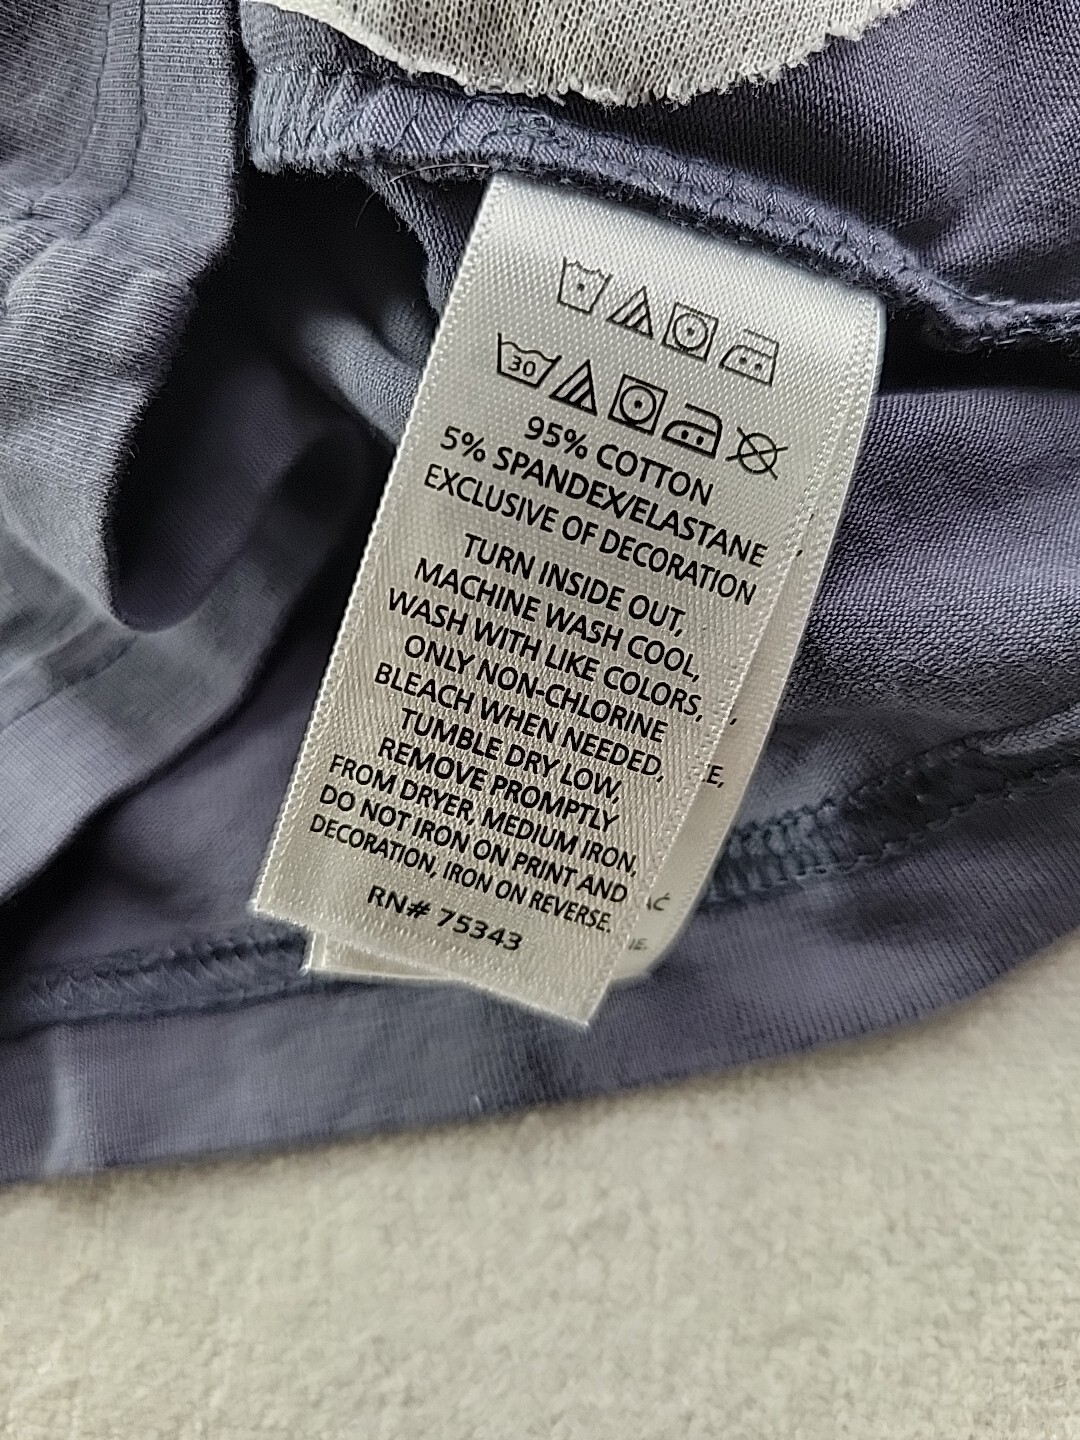 30
95% COTTON
5% SPANDEX/ELASTANE
EXCLUSIVE OF DECORATION
TURN INSIDE OUT,
MACHINE WASH COOL,
WASH WITH LIKE COLORS,
ONLY NON-CHLORINE
BLEACH WHEN NEEDED,
TUMBLE DRY LOW,
REMOVE PROMPTLY
FROM DRYER, MEDIUM IRON,
DO NOT IRON ON PRINT AND
DECORATION, IRON ON REVERSE.
RN# 75343